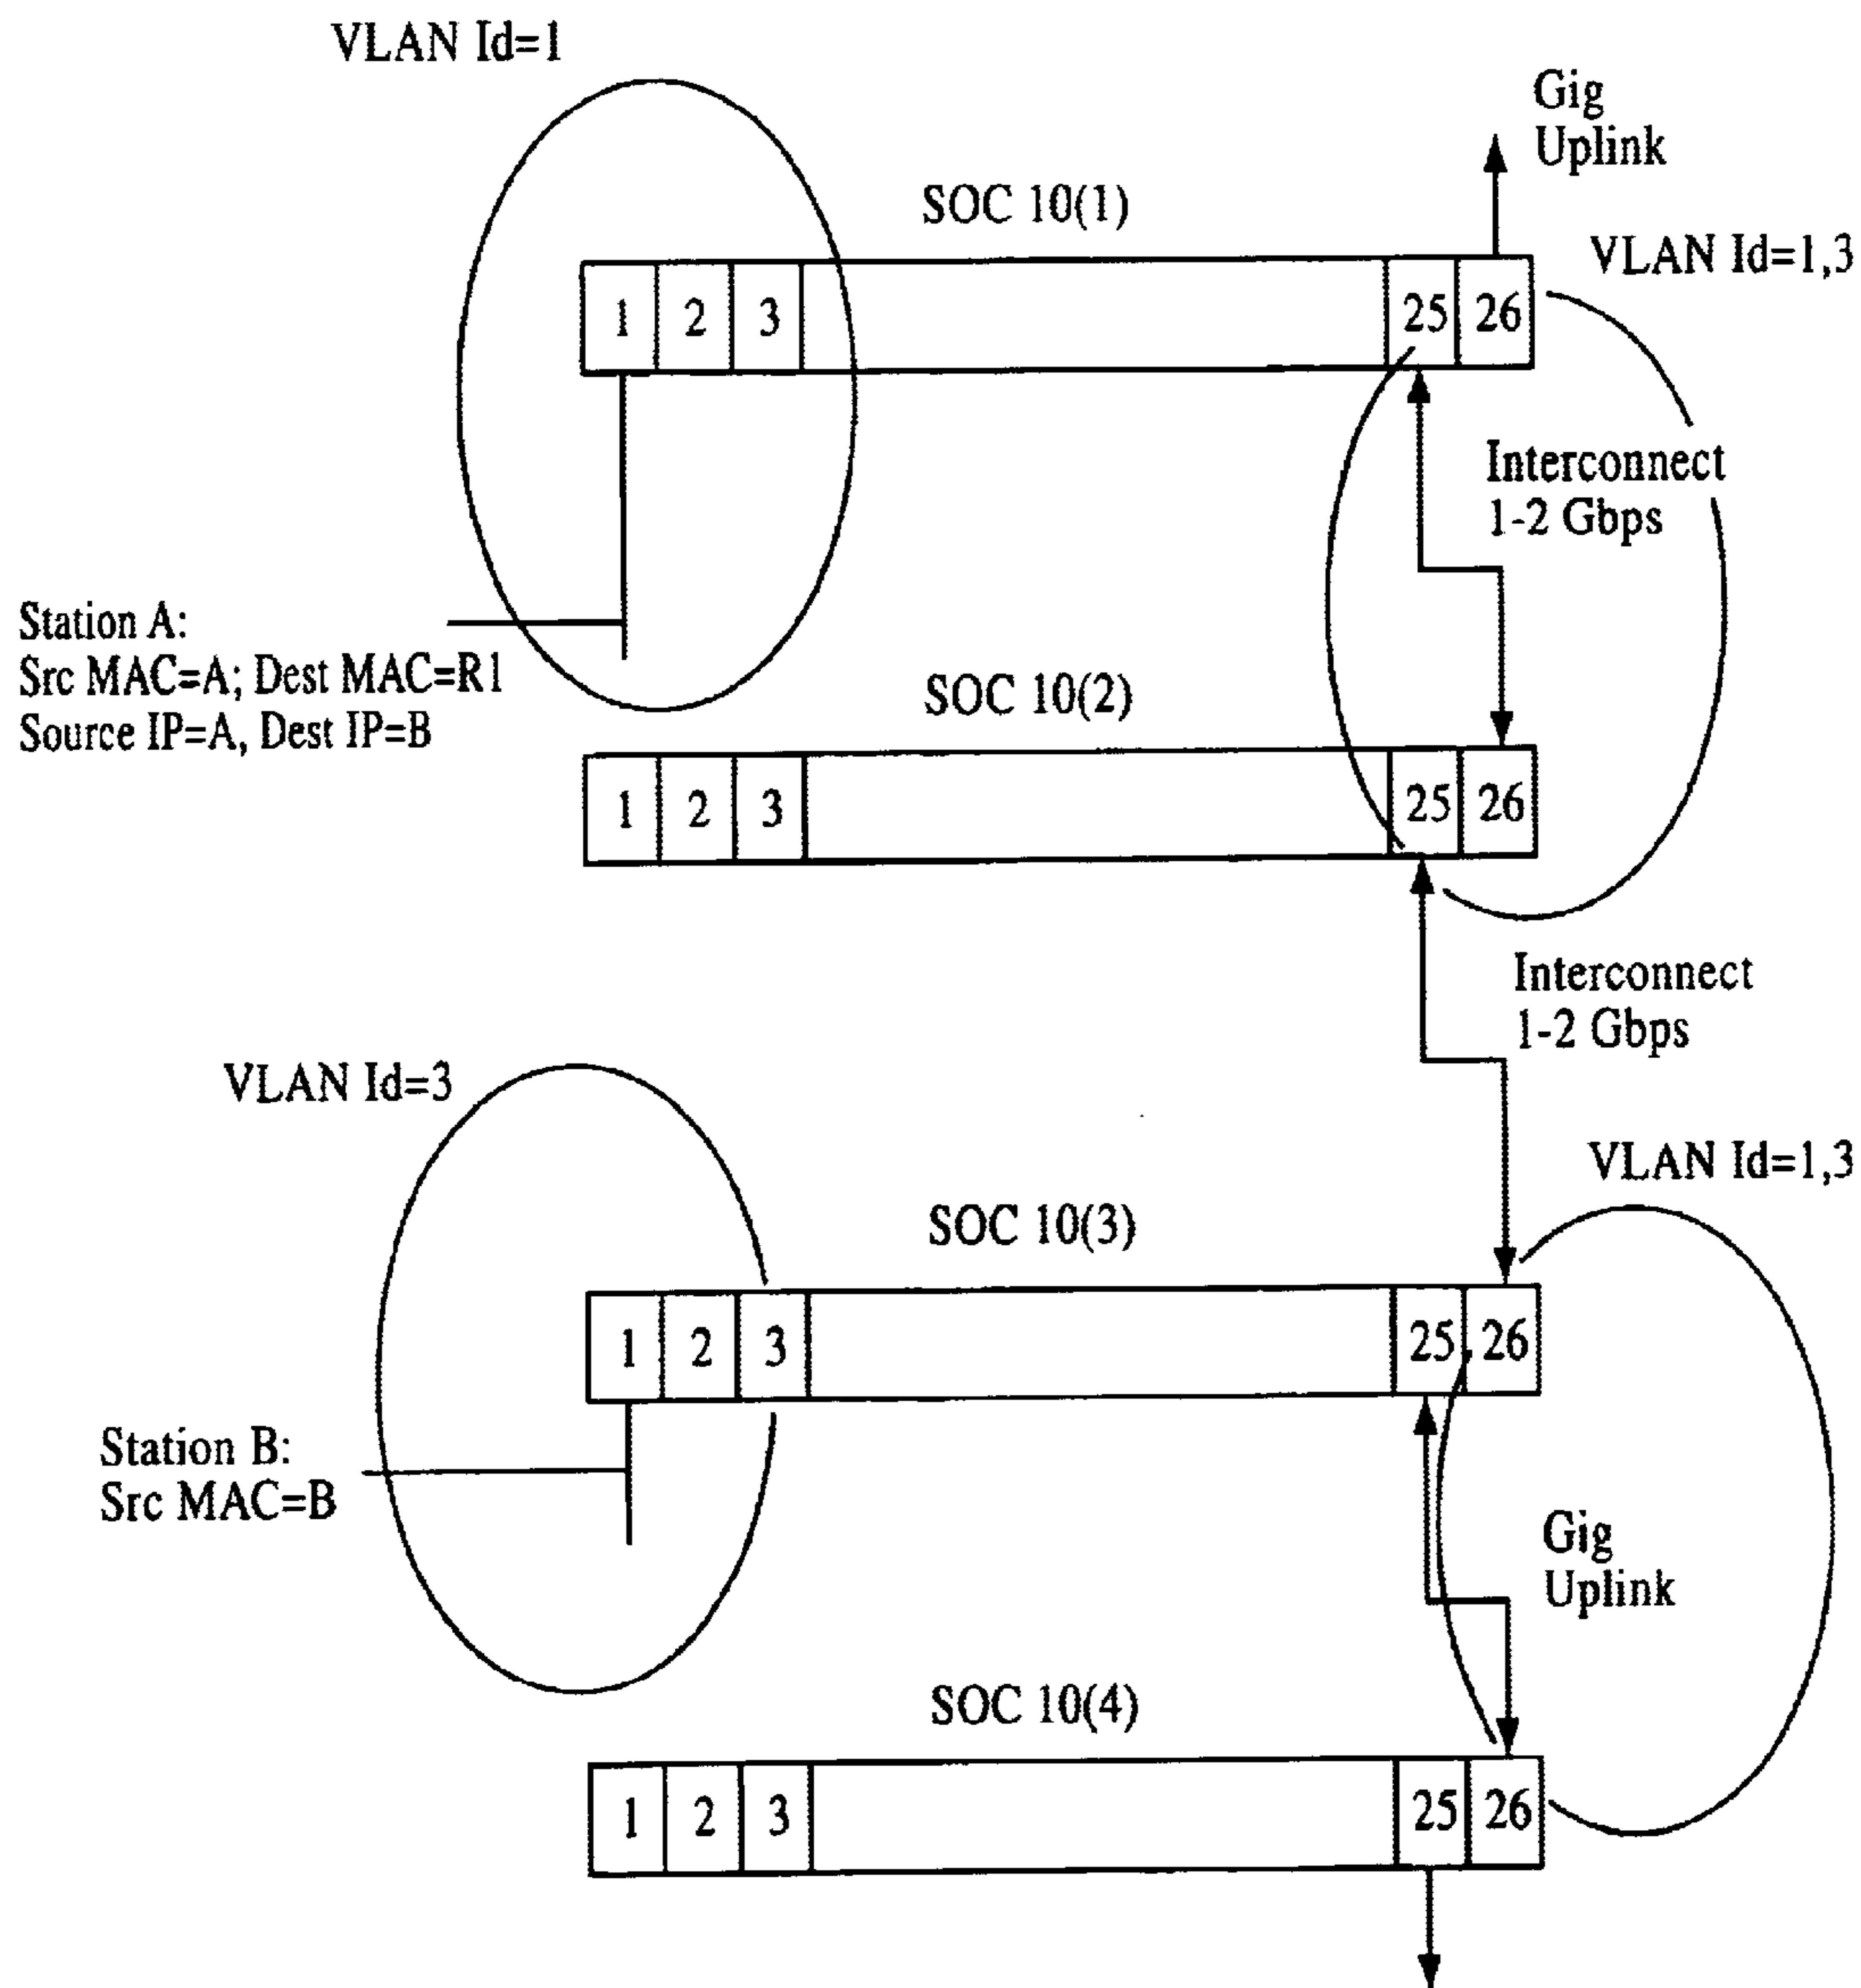 VLAN Id=1
Gig
Uplink
SOC 10(1)
VLAN Id=1,3
1 2 3 25 26
Interconnect
1-2 Gbps
Station A:
Src MAC=A; Dest MAC=R1
Source IP=A, Dest IP=B
SOC 10(2)
1 2 3 25 26
Interconnect
1-2 Gbps
VLAN Id=3
VLAN Id=1,3
SOC 10(3)
1 2 3 25 26
Station B:
Src MAC=B
Gig
Uplink
SOC 10(4)
1 2 3 25 26